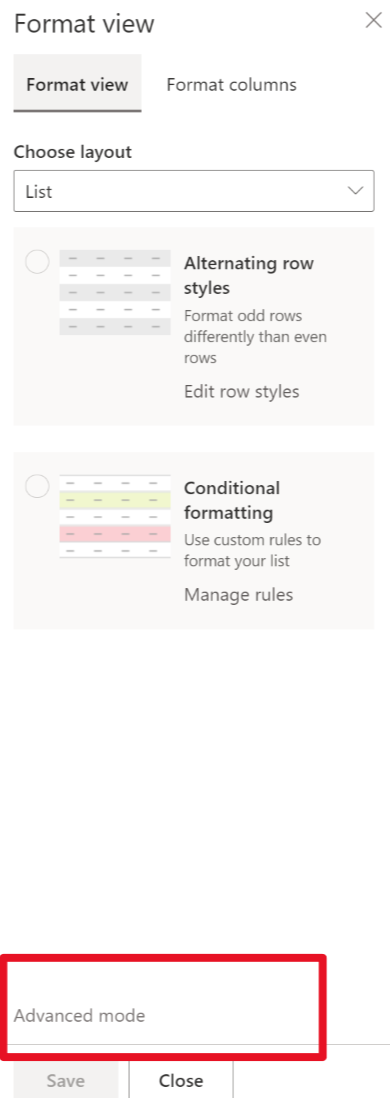 Format view
Format view
Format columns
Choose layout
List
Alternating row
styles
Format odd rows
differently than even
rows
Edit row styles
Conditional
formatting
Use custom rules to
format your list
Manage rules
Advanced mode
Save
Close